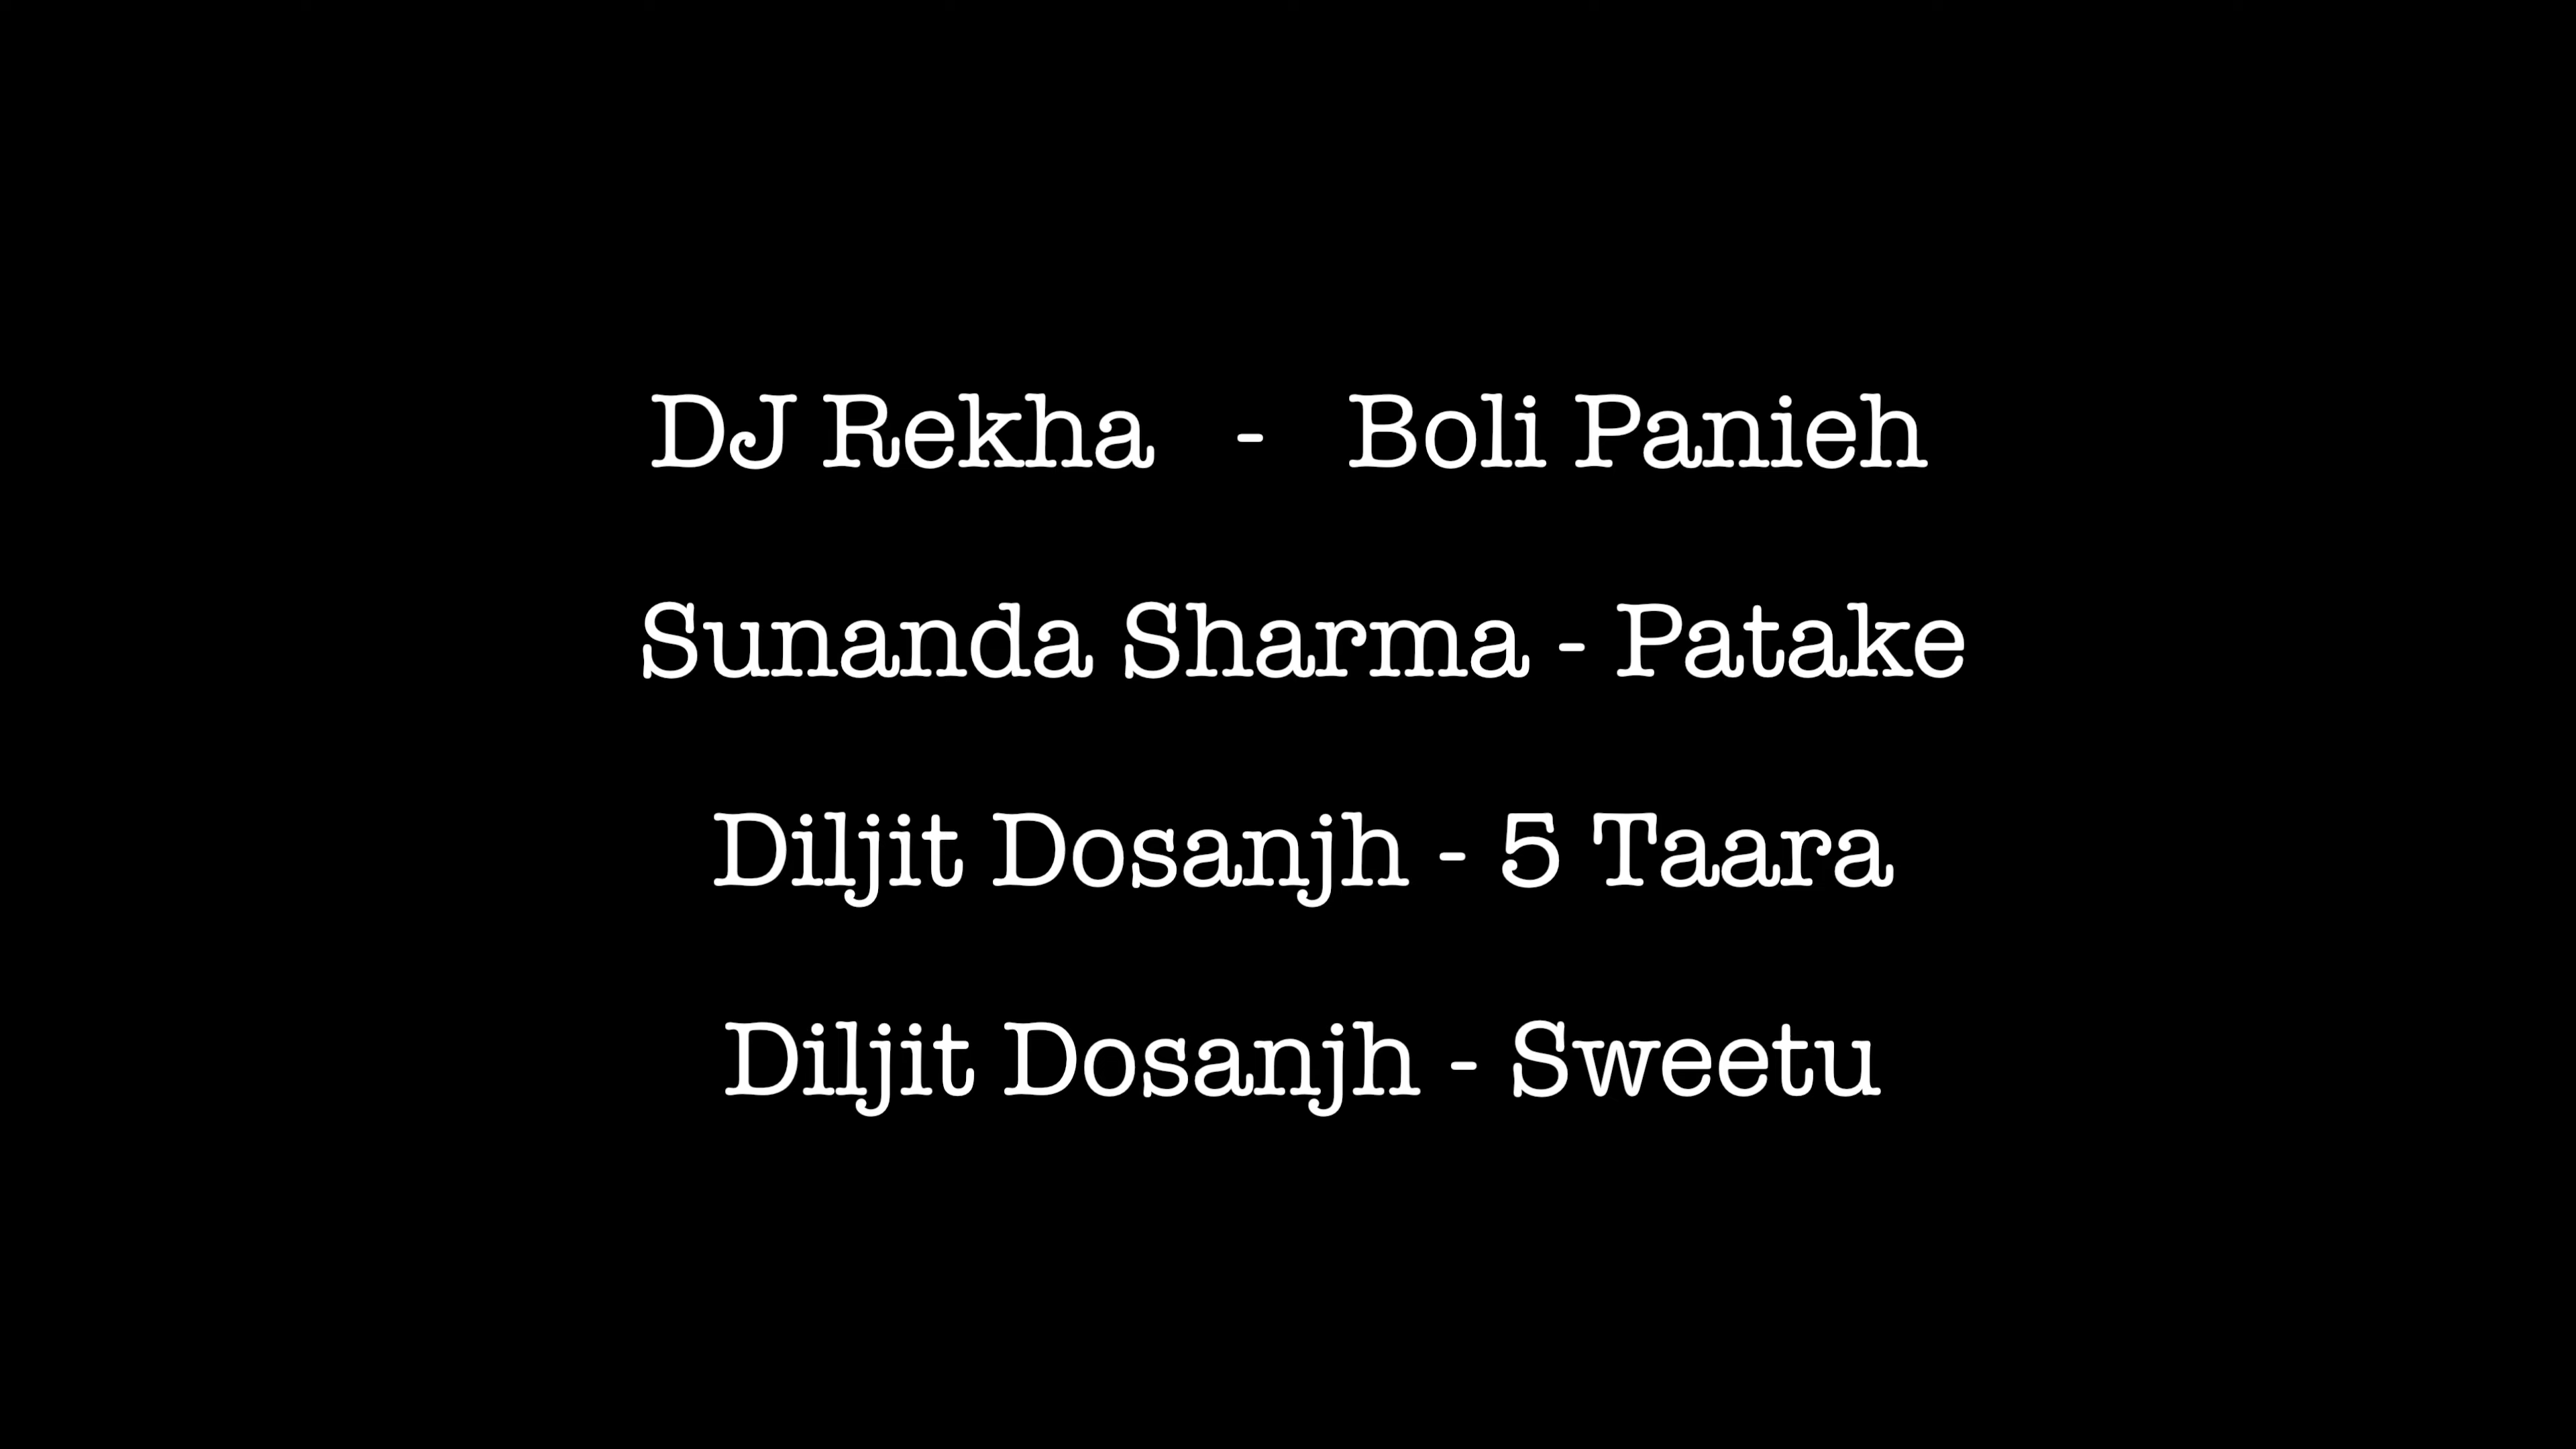 DJ Rekha - Boli Panieh
Sunanda Sharma - Patake
Diljit Dosanjh - 5 Taara
Diljit Dosanjh - Sweetu